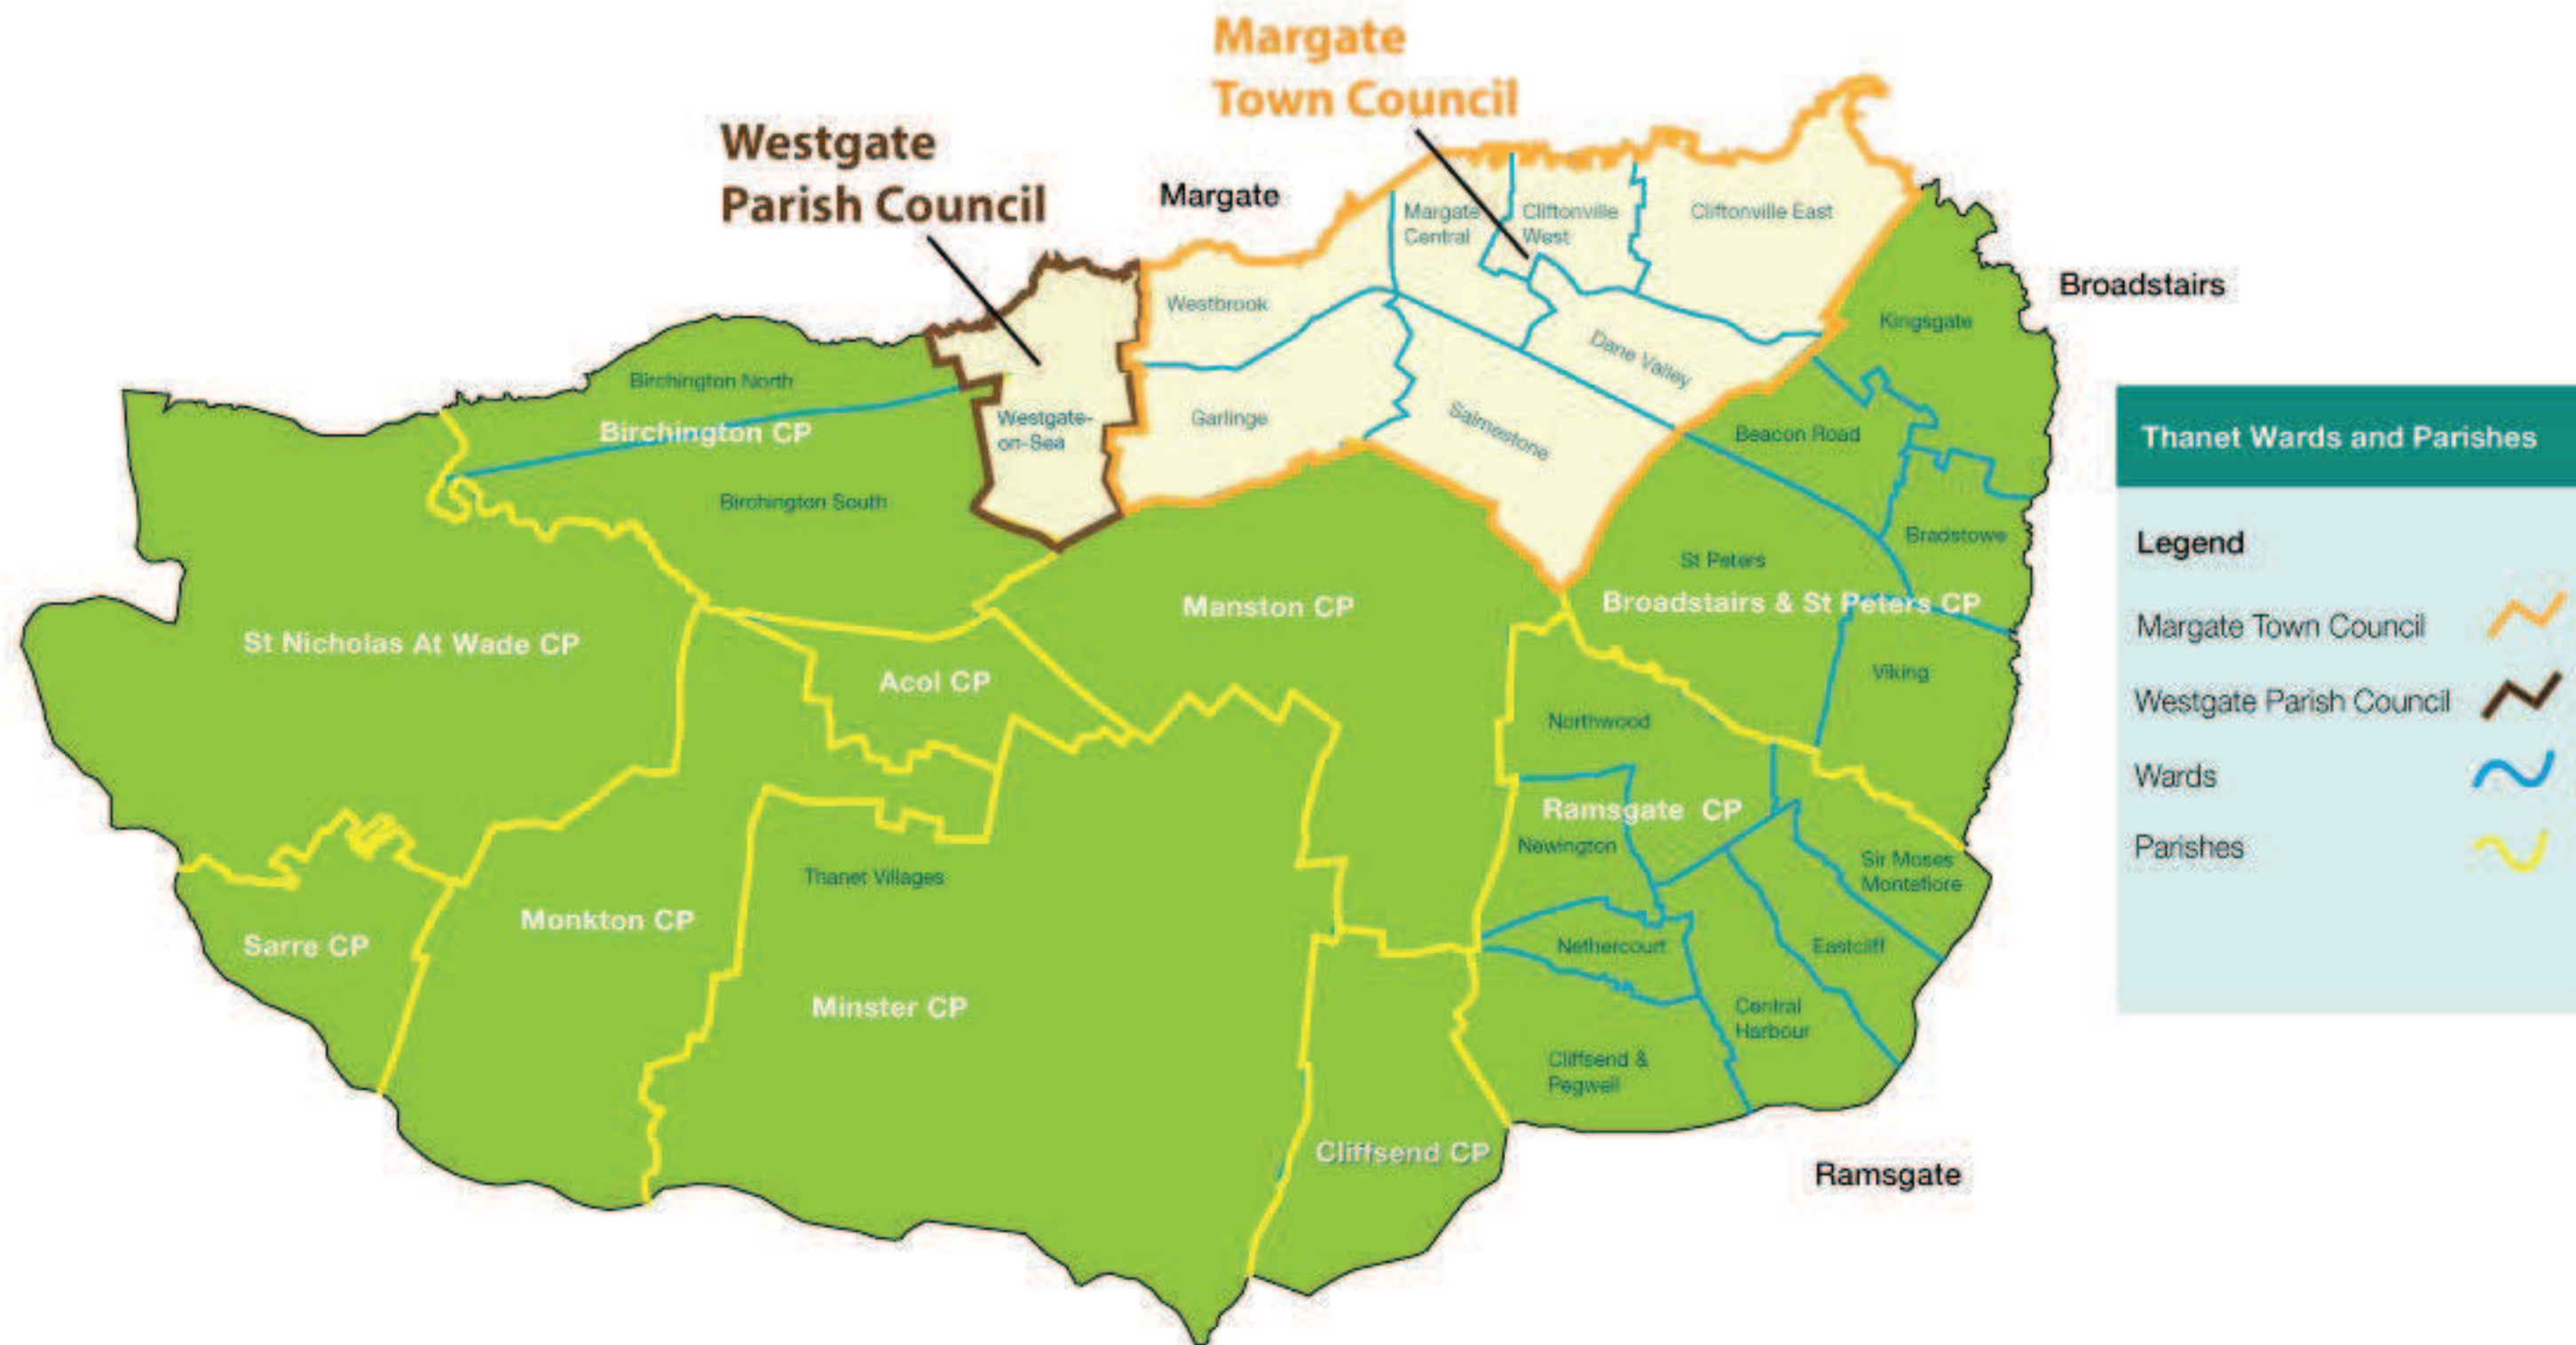 Margate
Town Council
Westgate
Parish Council
Margate
Margate
Central
Cliftonville
West
Cliftonville East
Broadstairs
Westbrook
Kingsgate
Dane Valley
Birchington North
Birchington CP
Westgate-
on-Sea
Garlinge
Salmestone
Beacon Road
Birchington South
Bradstowe
St Peters
Broadstairs & St Peters CP
Manston CP
St Nicholas At Wade CP
Acol CP
Viking
Northwood
Ramsgate CP
Newington
Sir Moses
Montefiore
Thanet Villages
Monkton CP
Sarre CP
Nethercourt
Eastcliff
Minster CP
Central
Harbour
Cliffsend &
Pegwell
Cliffsend CP
Ramsgate
Thanet Wards and Parishes
Legend
Margate Town Council
Westgate Parish Council
Wards
Parishes